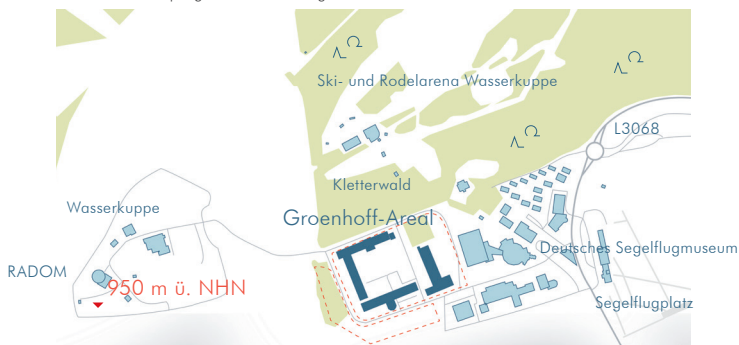 Ski- und Rodelarena Wasserkuppe
L3068
Kletterwald
Wasserkuppe
Groenhoff-Areal
Deutsches Segelflugmuseum
RADOM
950 m ü. NHN
Segelflugplatz